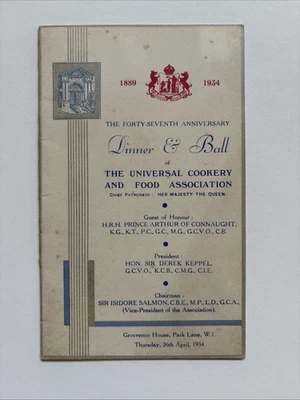 1889 1934
THE FORTY-SEVENTH ANNIVERSARY
Dinner & Ball
of
THE UNIVERSAL COOKERY
AND FOOD ASSOCIATION
CHIEF PATRONESS : HER MAJESTY THE QUEEN.
Guest of Honour :
H.R.H. PRINCE ARTHUR OF CONNAUGHT,
K.G., K.T., P.C., G.C., M.G., G.C.V.O., C.B.
President :
HON. SIR DEREK KEPPEL,
G.C.V.O., K.C.B., C.M.G., C.I.E.
Chairman :
SIR ISIDORE SALMON, C.B.E., M.P., L.D., G.C.A.,
(Vice-President of the Association).
Grosvenor House, Park Lane, W.1.
Thursday, 26th April, 1934.